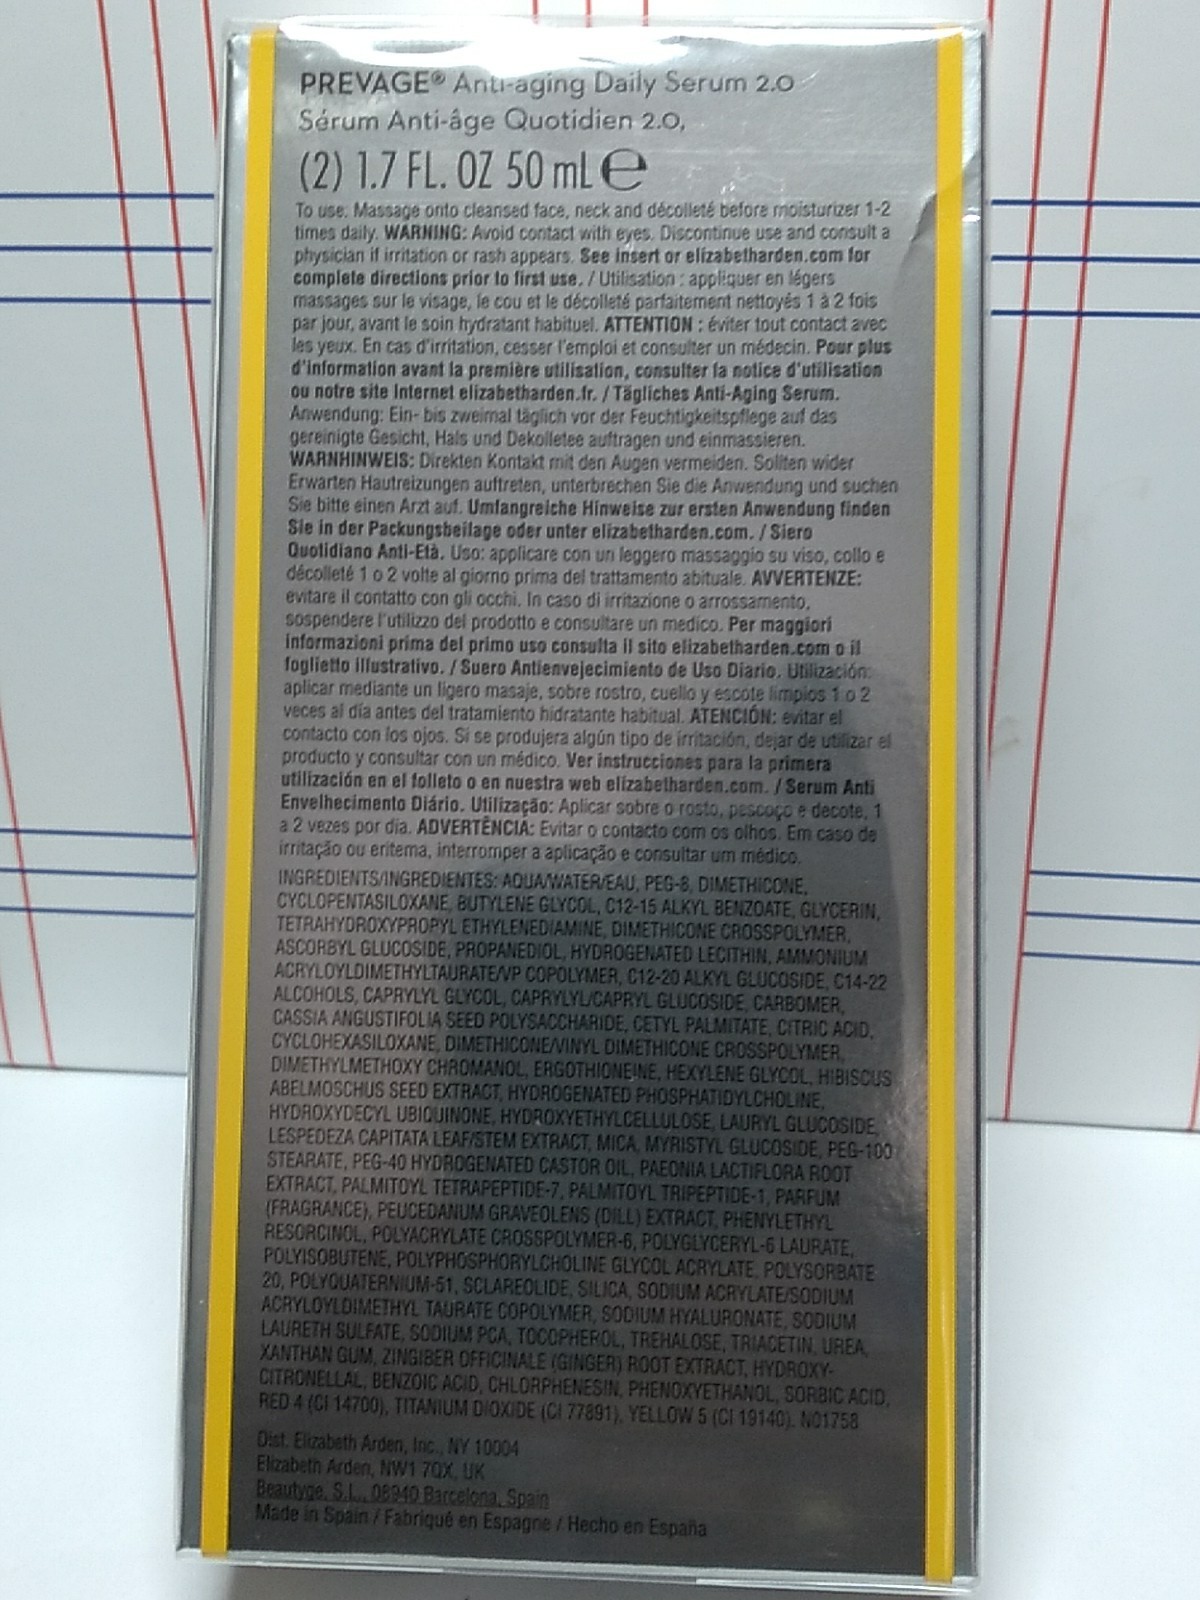 PREVAGE® Anti-aging Daily Serum 2.0
Sérum Anti-âge Quotidien 2.0,
(2) 1.7 FL. OZ 50 mL ℮
To use: Massage onto cleansed face, neck and décolleté before moisturizer 1-2
times daily. WARNING: Avoid contact with eyes. Discontinue use and consult a
physician if irritation or rash appears. See insert or elizabetharden.com for
complete directions prior to first use. / Utilisation : appliquer en légers
massages sur le visage, le cou et le décolleté parfaitement nettoyés 1 à 2 fois
par jour, avant le soin hydratant habituel. ATTENTION : éviter tout contact avec
les yeux. En cas d'irritation, cesser l'emploi et consulter un médecin. Pour plus
d'information avant la première utilisation, consulter la notice d'utilisation
ou notre site Internet elizabetharden.fr. / Tägliches Anti-Aging Serum.
Anwendung: Ein- bis zweimal täglich vor der Feuchtigkeitspflege auf das
gereinigte Gesicht, Hals und Dekolletee auftragen und einmassieren.
WARNHINWEIS: Direkten Kontakt mit den Augen vermeiden. Sollten wider
Erwarten Hautreizungen auftreten, unterbrechen Sie die Anwendung und suchen
Sie bitte einen Arzt auf. Umfangreiche Hinweise zur ersten Anwendung finden
Sie in der Packungsbeilage oder unter elizabetharden.com. / Siero
Quotidiano Anti-Età. Uso: applicare con un leggero massaggio su viso, collo e
décolleté 1 o 2 volte al giorno prima del trattamento abituale. AVVERTENZE:
evitare il contatto con gli occhi. In caso di irritazione o arrossamento,
sospendere l'utilizzo del prodotto e consultare un medico. Per maggiori
informazioni prima del primo uso consulta il sito elizabetharden.com o il
foglietto illustrativo. / Suero Antienvejecimiento de Uso Diario. Utilización:
aplicar mediante un ligero masaje, sobre rostro, cuello y escote limpios 1 o 2
veces al día antes del tratamiento hidratante habitual. ATENCIÓN: evitar el
contacto con los ojos. Si se produjera algún tipo de irritación, dejar de utilizar el
producto y consultar con un médico. Ver instrucciones para la primera
utilización en el folleto o en nuestra web elizabetharden.com. / Serum Anti
Envelhecimento Diário. Utilização: Aplicar sobre o rosto, pescoço e decote, 1
a 2 vezes por dia. ADVERTÊNCIA: Evitar o contacto com os olhos. Em caso de
irritação ou eritema, interromper a aplicação e consultar um médico.
INGREDIENTS/INGREDIENTES: AQUA/WATER/EAU, PEG-8, DIMETHICONE,
CYCLOPENTASILOXANE, BUTYLENE GLYCOL, C12-15 ALKYL BENZOATE, GLYCERIN,
TETRAHYDROXYPROPYL ETHYLENEDIAMINE, DIMETHICONE CROSSPOLYMER,
ASCORBYL GLUCOSIDE, PROPANEDIOL, HYDROGENATED LECITHIN, AMMONIUM
ACRYLOYLDIMETHYLTAURATE/VP COPOLYMER, C12-20 ALKYL GLUCOSIDE, C14-22
ALCOHOLS, CAPRYLYL GLYCOL, CAPRYLYL/CAPRYL GLUCOSIDE, CARBOMER,
CASSIA ANGUSTIFOLIA SEED POLYSACCHARIDE, CETYL PALMITATE, CITRIC ACID,
CYCLOHEXASILOXANE, DIMETHICONE/VINYL DIMETHICONE CROSSPOLYMER,
DIMETHYLMETHOXY CHROMANOL, ERGOTHIONEINE, HEXYLENE GLYCOL, HIBISCUS
ABELMOSCHUS SEED EXTRACT, HYDROGENATED PHOSPHATIDYLCHOLINE,
HYDROXYDECYL UBIQUINONE, HYDROXYETHYLCELLULOSE, LAURYL GLUCOSIDE,
LESPEDEZA CAPITATA LEAF/STEM EXTRACT, MICA, MYRISTYL GLUCOSIDE, PEG-100
STEARATE, PEG-40 HYDROGENATED CASTOR OIL, PAEONIA LACTIFLORA ROOT
EXTRACT, PALMITOYL TETRAPEPTIDE-7, PALMITOYL TRIPEPTIDE-1, PARFUM
(FRAGRANCE), PEUCEDANUM GRAVEOLENS (DILL) EXTRACT, PHENYLETHYL
RESORCINOL, POLYACRYLATE CROSSPOLYMER-6, POLYGLYCERYL-6 LAURATE,
POLYISOBUTENE, POLYPHOSPHORYLCHOLINE GLYCOL ACRYLATE, POLYSORBATE
20, POLYQUATERNIUM-51, SCLAREOLIDE, SILICA, SODIUM ACRYLATE/SODIUM
ACRYLOYLDIMETHYL TAURATE COPOLYMER, SODIUM HYALURONATE, SODIUM
LAURETH SULFATE, SODIUM PCA, TOCOPHEROL, TREHALOSE, TRIACETIN, UREA,
XANTHAN GUM, ZINGIBER OFFICINALE (GINGER) ROOT EXTRACT, HYDROXY-
CITRONELLAL, BENZOIC ACID, CHLORPHENESIN, PHENOXYETHANOL, SORBIC ACID,
RED 4 (CI 14700), TITANIUM DIOXIDE (CI 77891), YELLOW 5 (CI 19140). N01758
Dist. Elizabeth Arden, Inc., NY 10004
Elizabeth Arden, NW1 7QX, UK
Beautyge, S.L., 08940 Barcelona, Spain
Made in Spain / Fabriqué en Espagne / Hecho en España